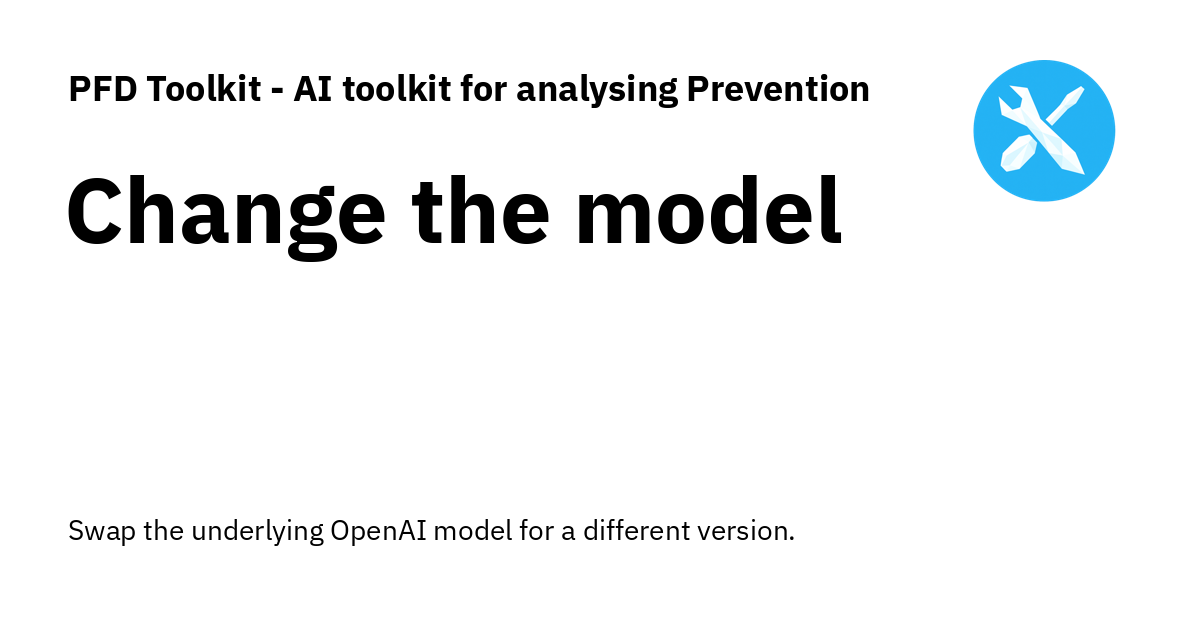 PFD Toolkit - AI toolkit for analysing Prevention
Change the model
Swap the underlying OpenAI model for a different version.